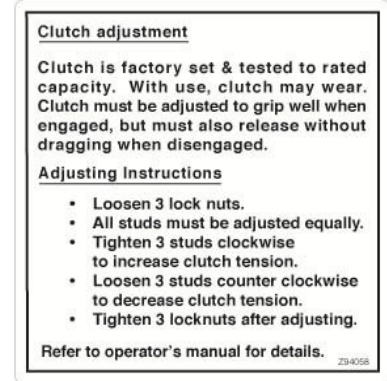 Clutch adjustment
Clutch is factory set & tested to rated
capacity. With use, clutch may wear.
Clutch must be adjusted to grip well when
engaged, but must also release without
dragging when disengaged.
Adjusting Instructions
• Loosen 3 lock nuts.
• All studs must be adjusted equally.
• Tighten 3 studs clockwise
to increase clutch tension.
• Loosen 3 studs counter clockwise
to decrease clutch tension.
• Tighten 3 locknuts after adjusting.
Refer to operator's manual for details.
Z94058